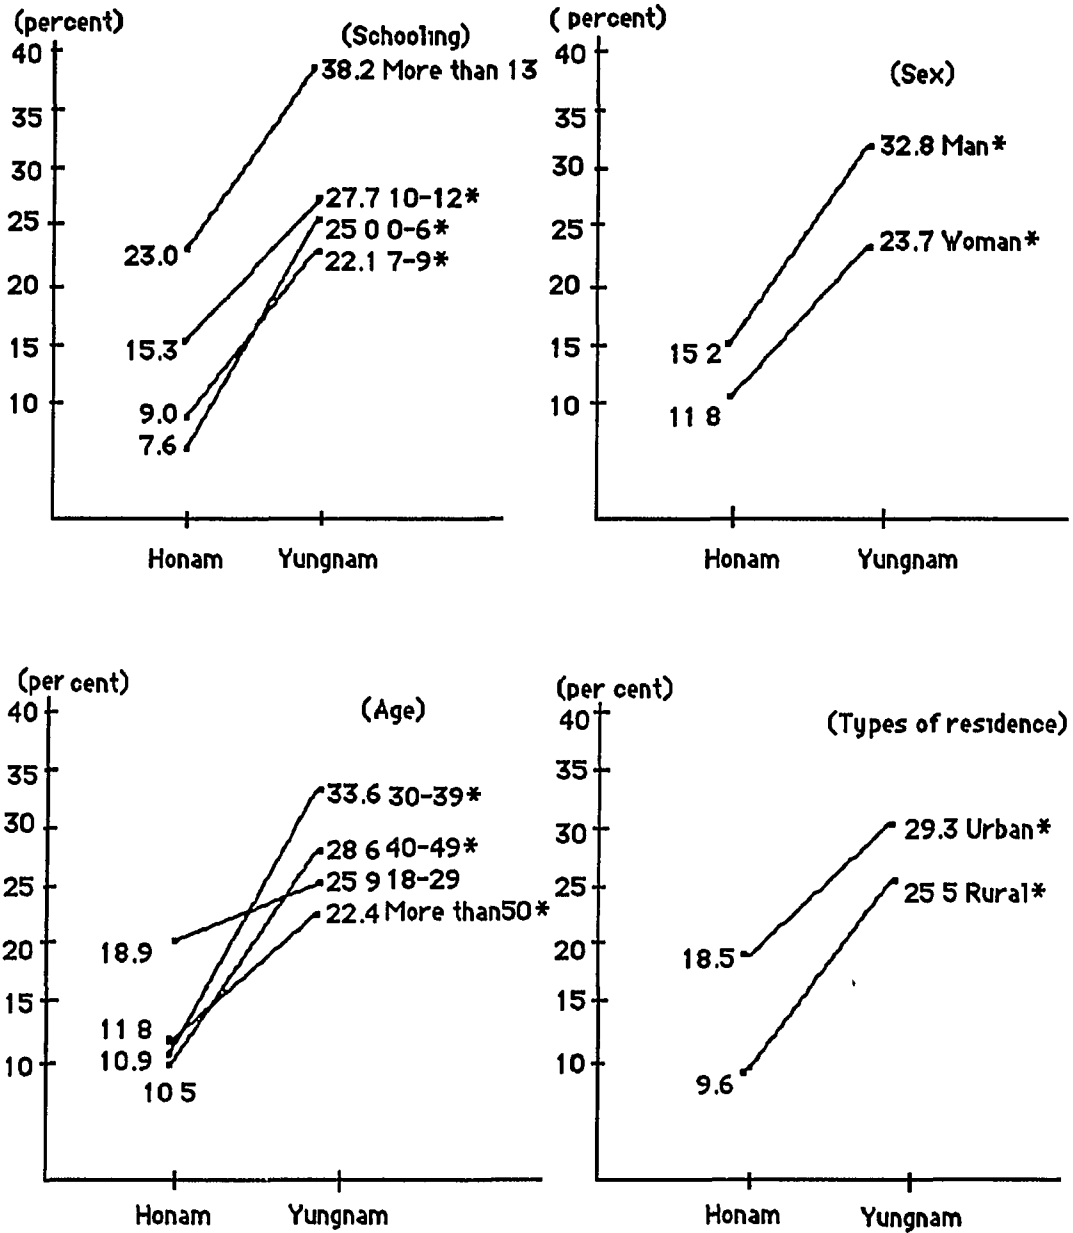 (percent)
(Schooling)
40
38.2 More than 13
35
30
27.7 10-12*
25
25 0 0-6*
23.0
22.1 7-9*
20
15
15.3
10
9.0
7.6
Honam Yungnam
( percent)
40
(Sex)
35
32.8 Man*
30
25
23.7 Woman*
20
15
15 2
10
11 8
Honam Yungnam
(per cent)
40
(Age)
35
33.6 30-39*
30
28 6 40-49*
25
25 9 18-29
22.4 More than50*
20
18.9
15
11 8
10.9
10
10 5
Honam Yungnam
(per cent)
40
(Types of residence)
35
30
29.3 Urban*
25
25 5 Rural*
20
18.5
15
10
9.6
Honam Yungnam